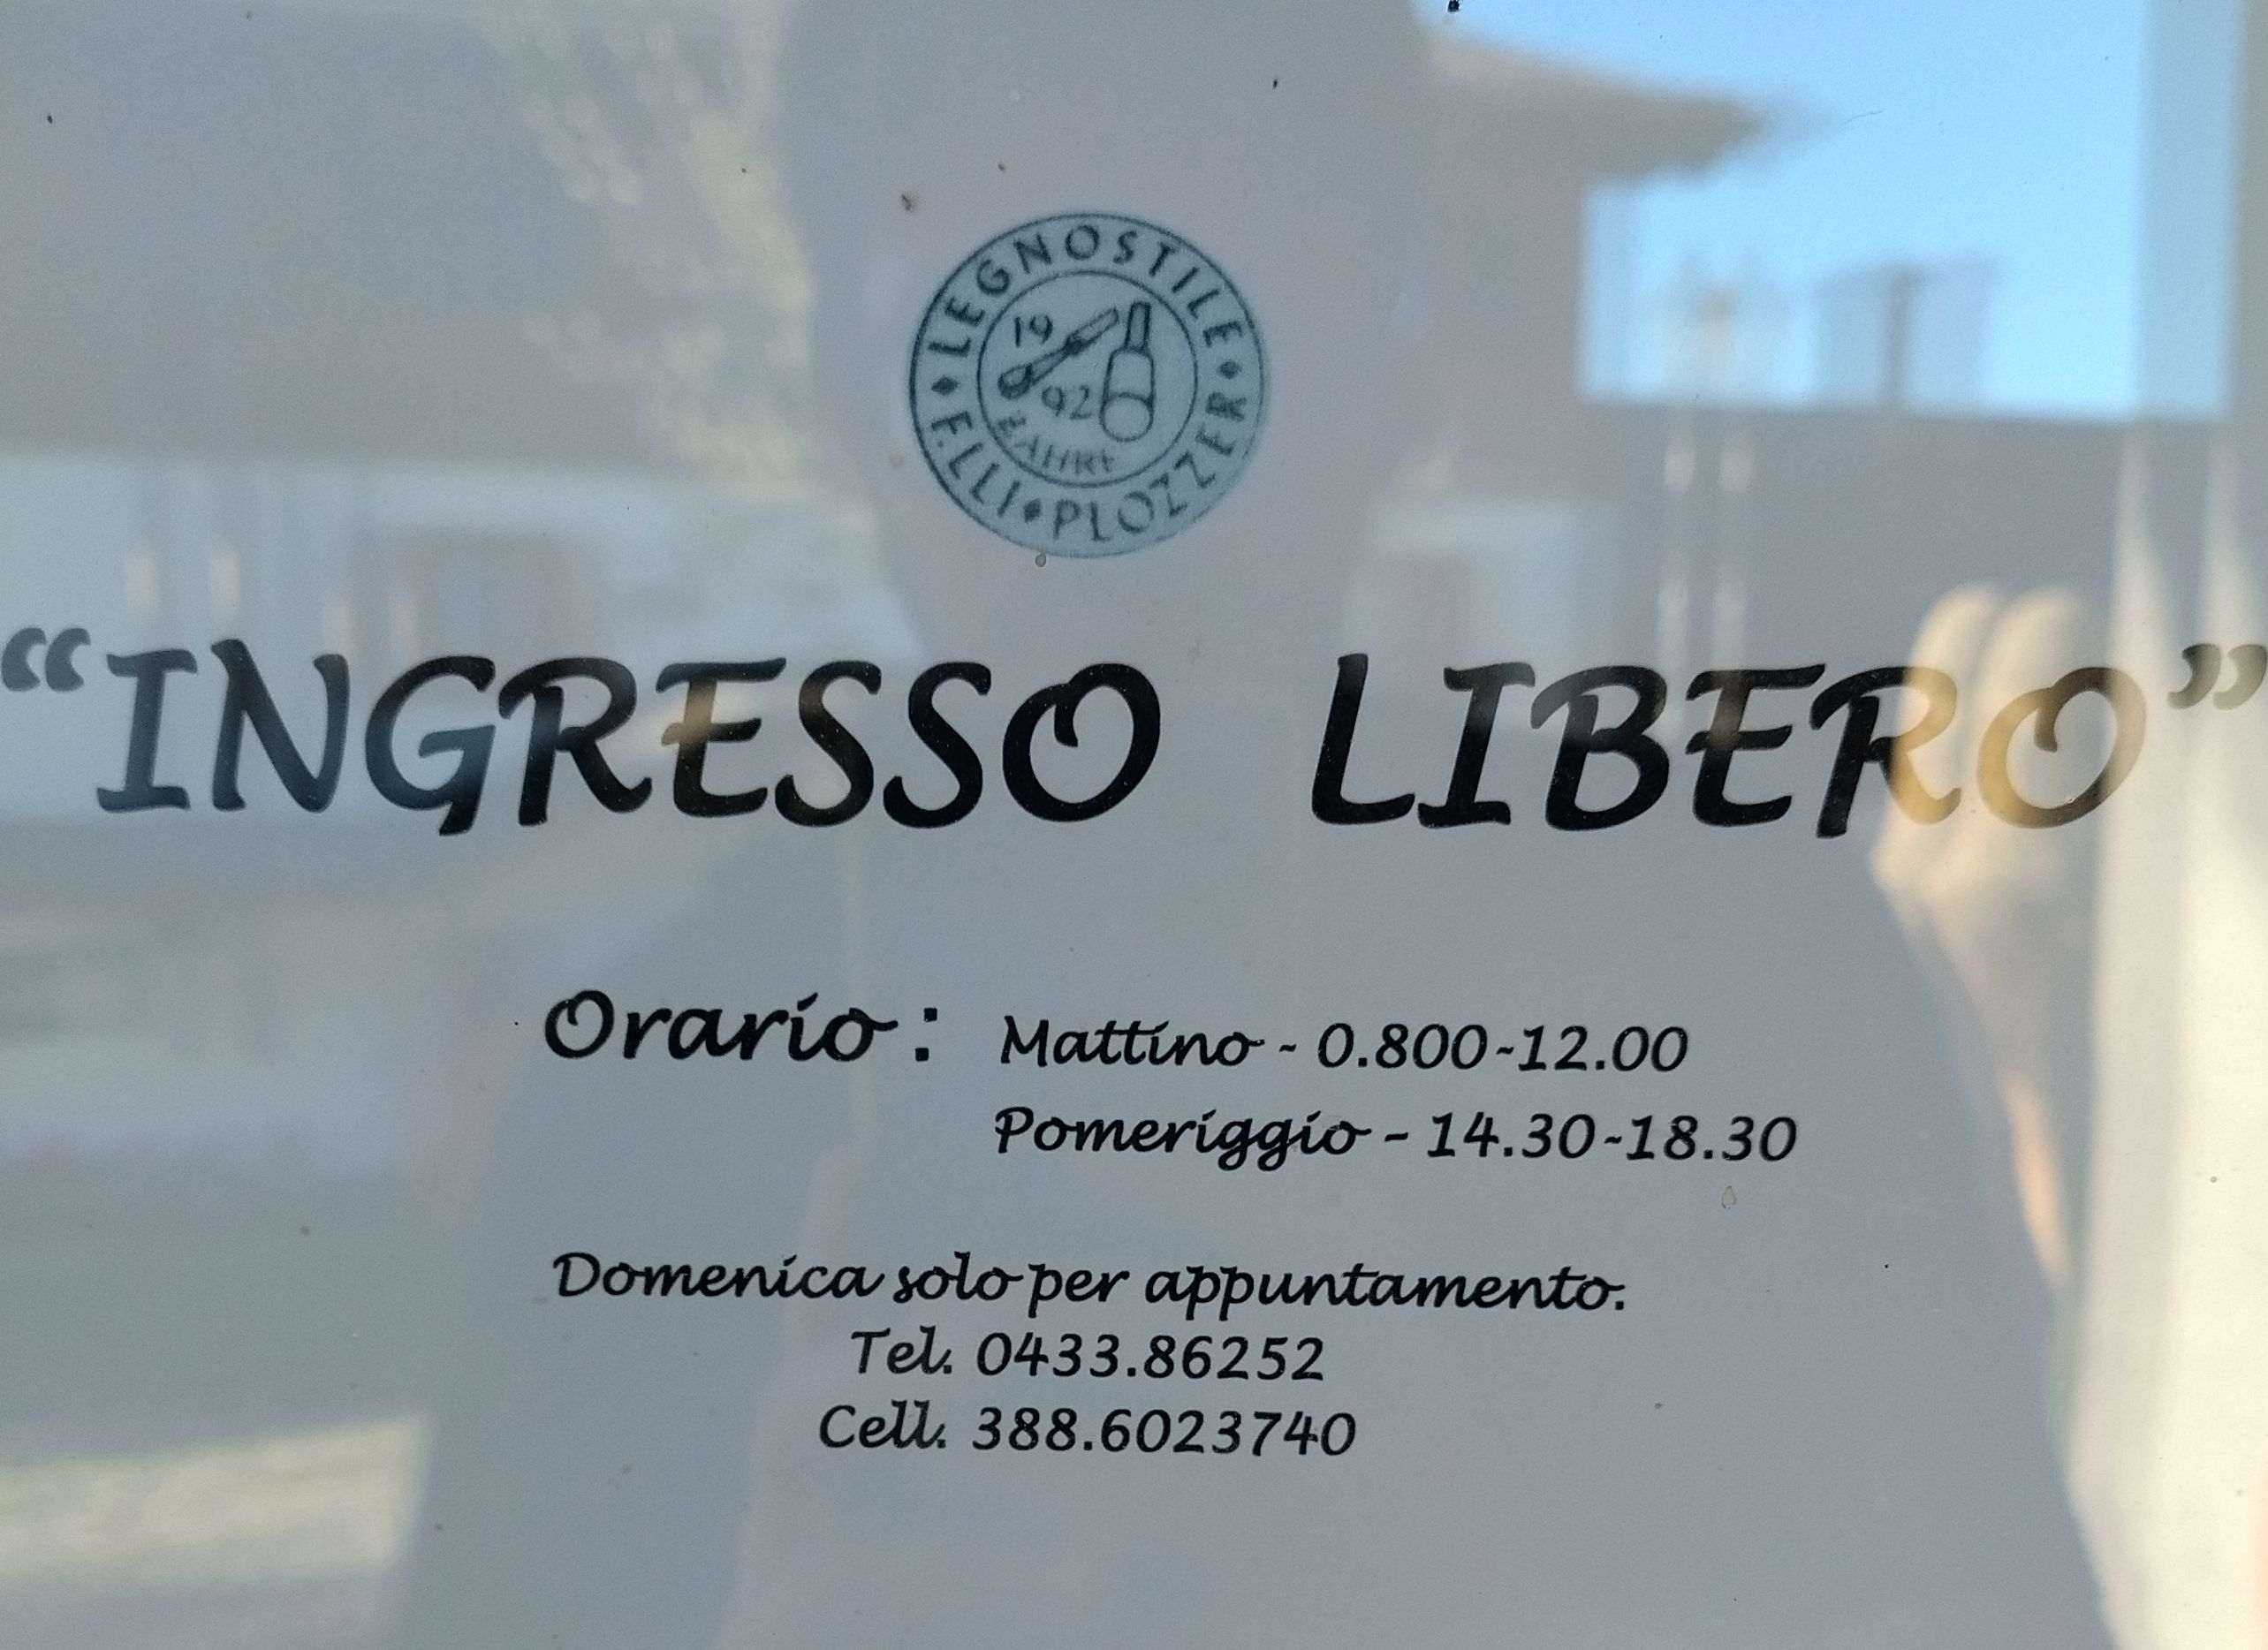 LEGNOSTILE
19
92
ZAHRE
F.LLI • PLOZZER
“INGRESSO LIBERO”
Orario : Mattino - 0.800-12.00
Pomeriggio - 14.30-18.30
Domenica solo per appuntamento.
Tel. 0433.86252
Cell. 388.6023740